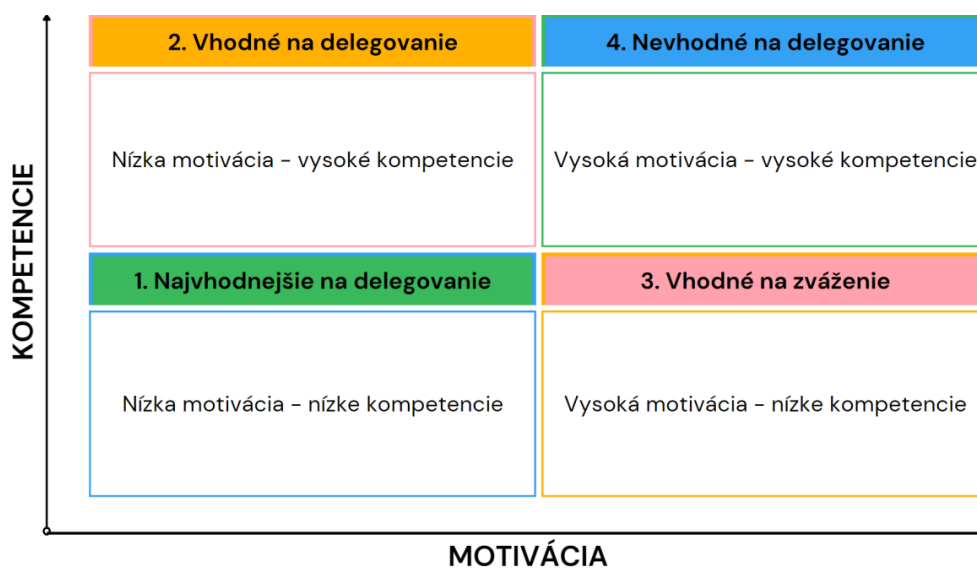 KOMPETENCIE
2. Vhodné na delegovanie
4. Nevhodné na delegovanie
Nízka motivácia - vysoké kompetencie
Vysoká motivácia - vysoké kompetencie
1. Najvhodnejšie na delegovanie
3. Vhodné na zváženie
Nízka motivácia - nízke kompetencie
Vysoká motivácia - nízke kompetencie
MOTIVÁCIA